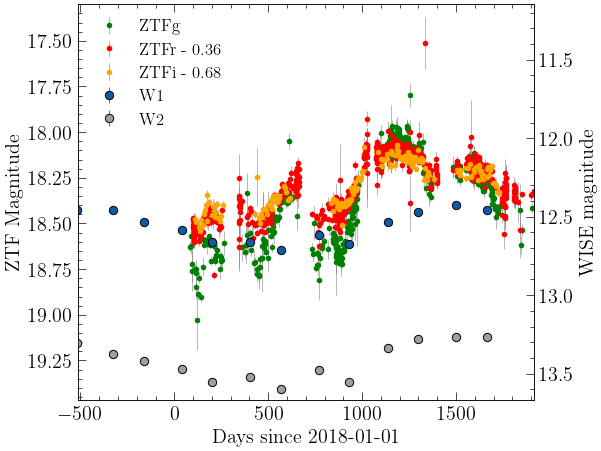 ZTFg
ZTFr - 0.36
ZTFi - 0.68
W1
W2
17.50
17.75
18.00
18.25
18.50
18.75
19.00
19.25
ZTF Magnitude
11.5
12.0
12.5
13.0
13.5
WISE magnitude
−500 0 500 1000 1500
Days since 2018-01-01